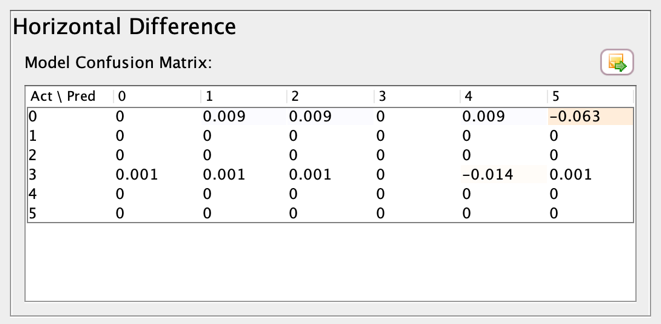 Horizontal Difference
Model Confusion Matrix:
Act \ Pred 0 1 2 3 4 5
0 0 0.009 0.009 0 0.009 -0.063
1 0 0 0 0 0 0
2 0 0 0 0 0 0
3 0.001 0.001 0.001 0 -0.014 0.001
4 0 0 0 0 0 0
5 0 0 0 0 0 0